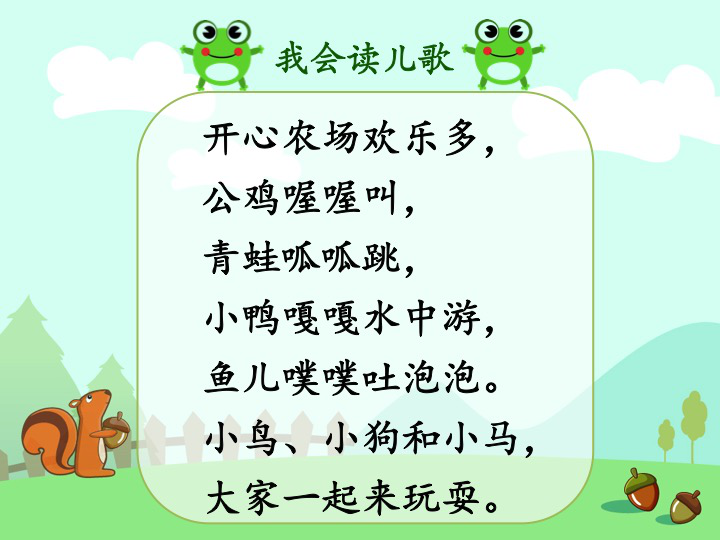 我会读儿歌
开心农场欢乐多，
公鸡喔喔叫，
青蛙呱呱跳，
小鸭嘎嘎水中游，
鱼儿噗噗吐泡泡。
小鸟、小狗和小马，
大家一起来玩耍。